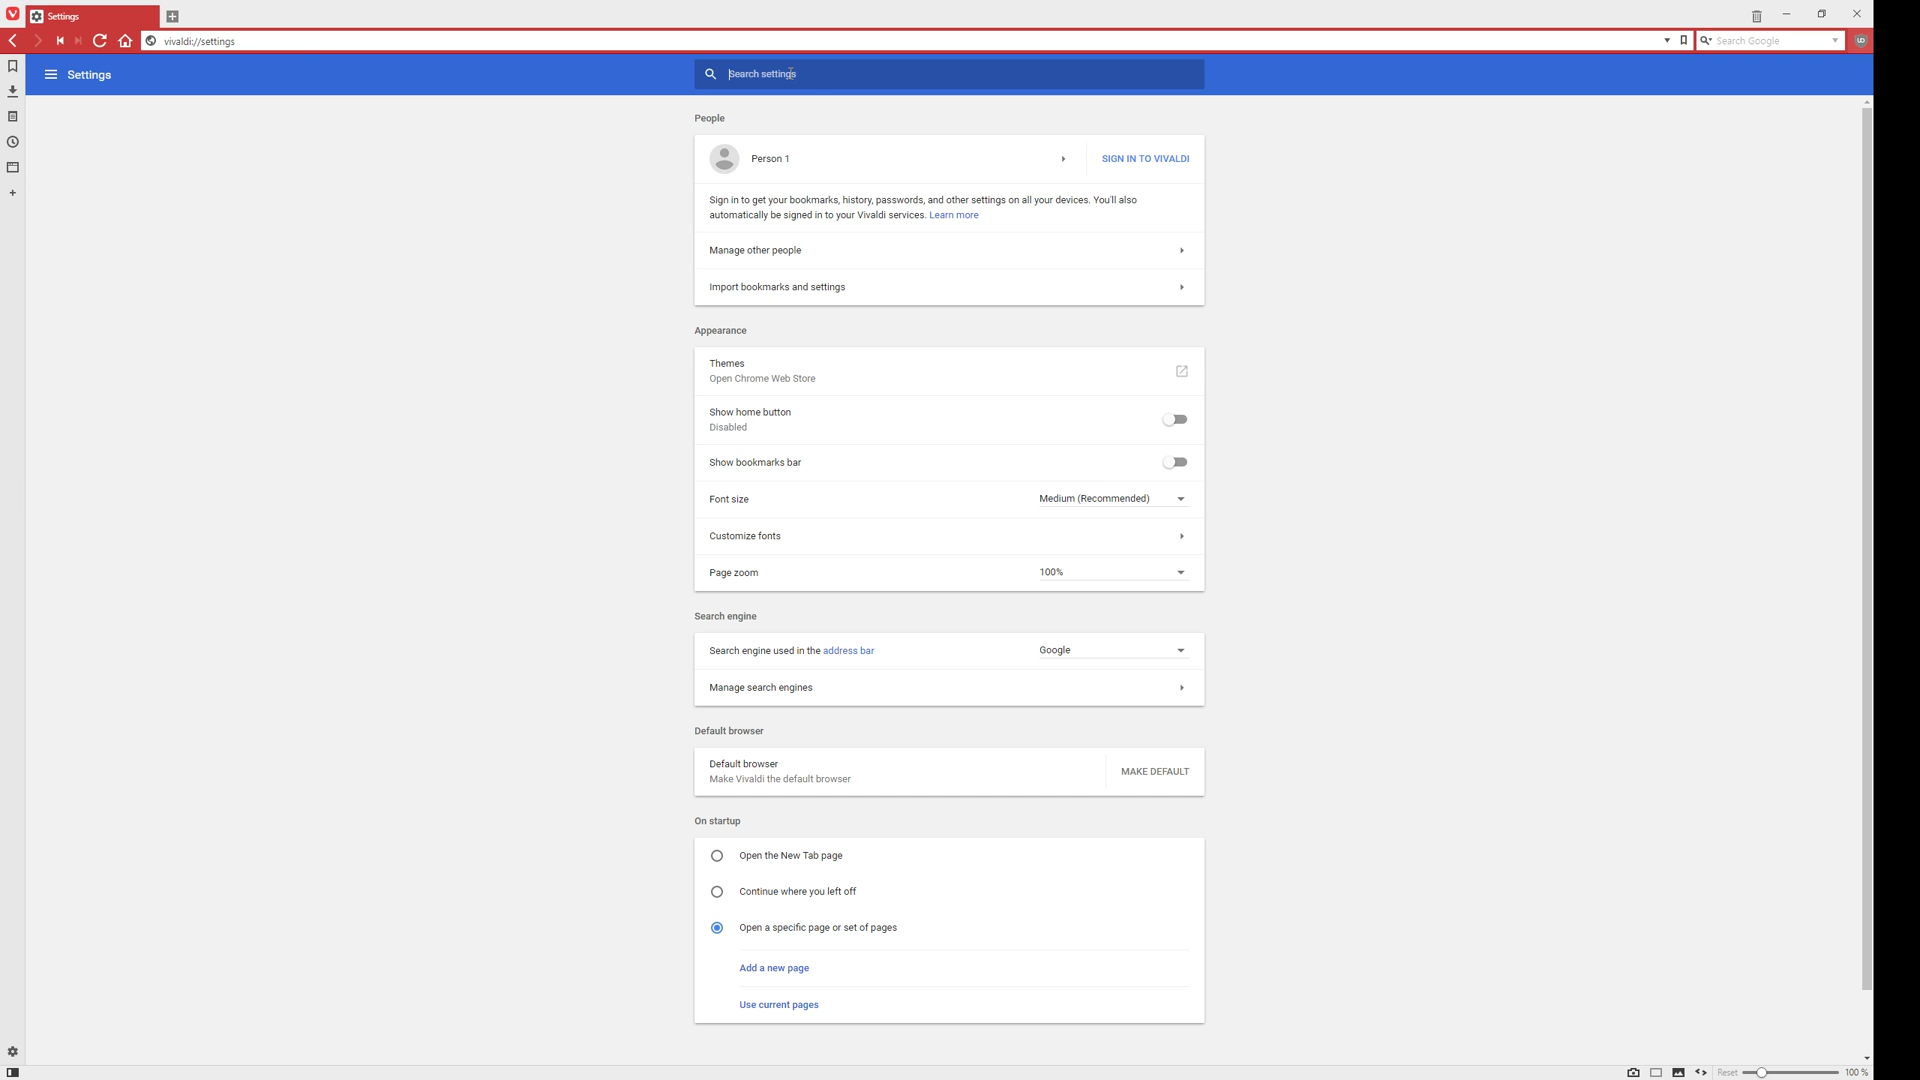 Settings
vivaldi://settings
Search Google
Settings
Search settings
People
Person 1
SIGN IN TO VIVALDI
Sign in to get your bookmarks, history, passwords, and other settings on all your devices. You'll also
automatically be signed in to your Vivaldi services. Learn more
Manage other people
Import bookmarks and settings
Appearance
Themes
Open Chrome Web Store
Show home button
Disabled
Show bookmarks bar
Font size
Medium (Recommended)
Customize fonts
Page zoom
100%
Search engine
Search engine used in the address bar
Google
Manage search engines
Default browser
Default browser
Make Vivaldi the default browser
MAKE DEFAULT
On startup
Open the New Tab page
Continue where you left off
Open a specific page or set of pages
Add a new page
Use current pages
Reset
100 %